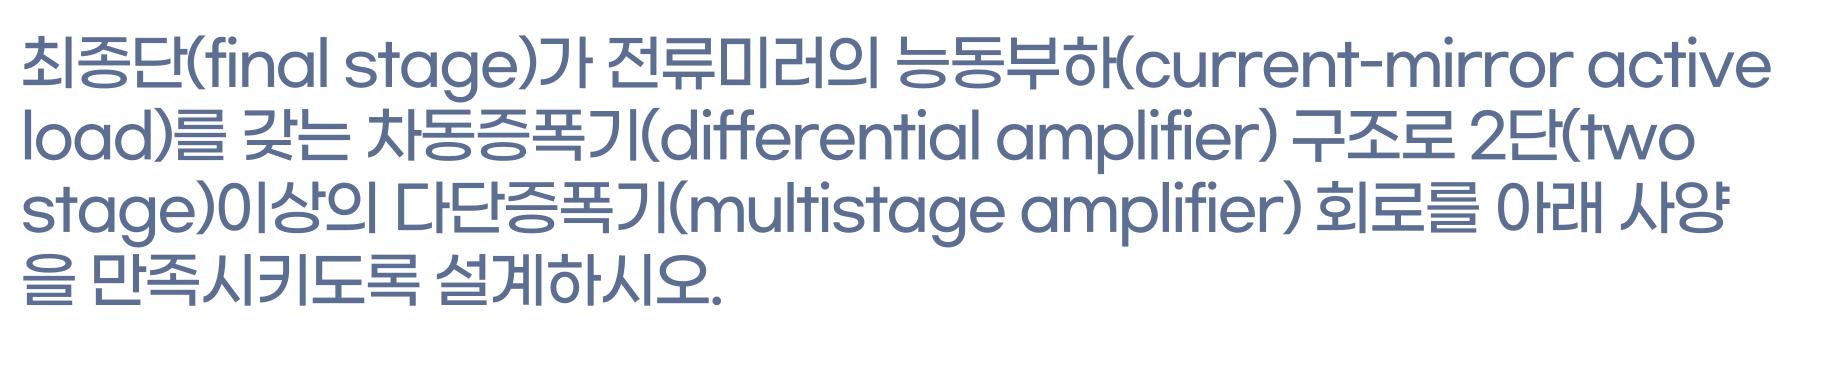 최종단(final stage)가 전류미러의 능동부하(current-mirror active
load)를 갖는 차동증폭기(differential amplifier) 구조로 2단(two
stage)이상의 다단증폭기(multistage amplifier) 회로를 아래 사양
을 만족시키도록 설계하시오.